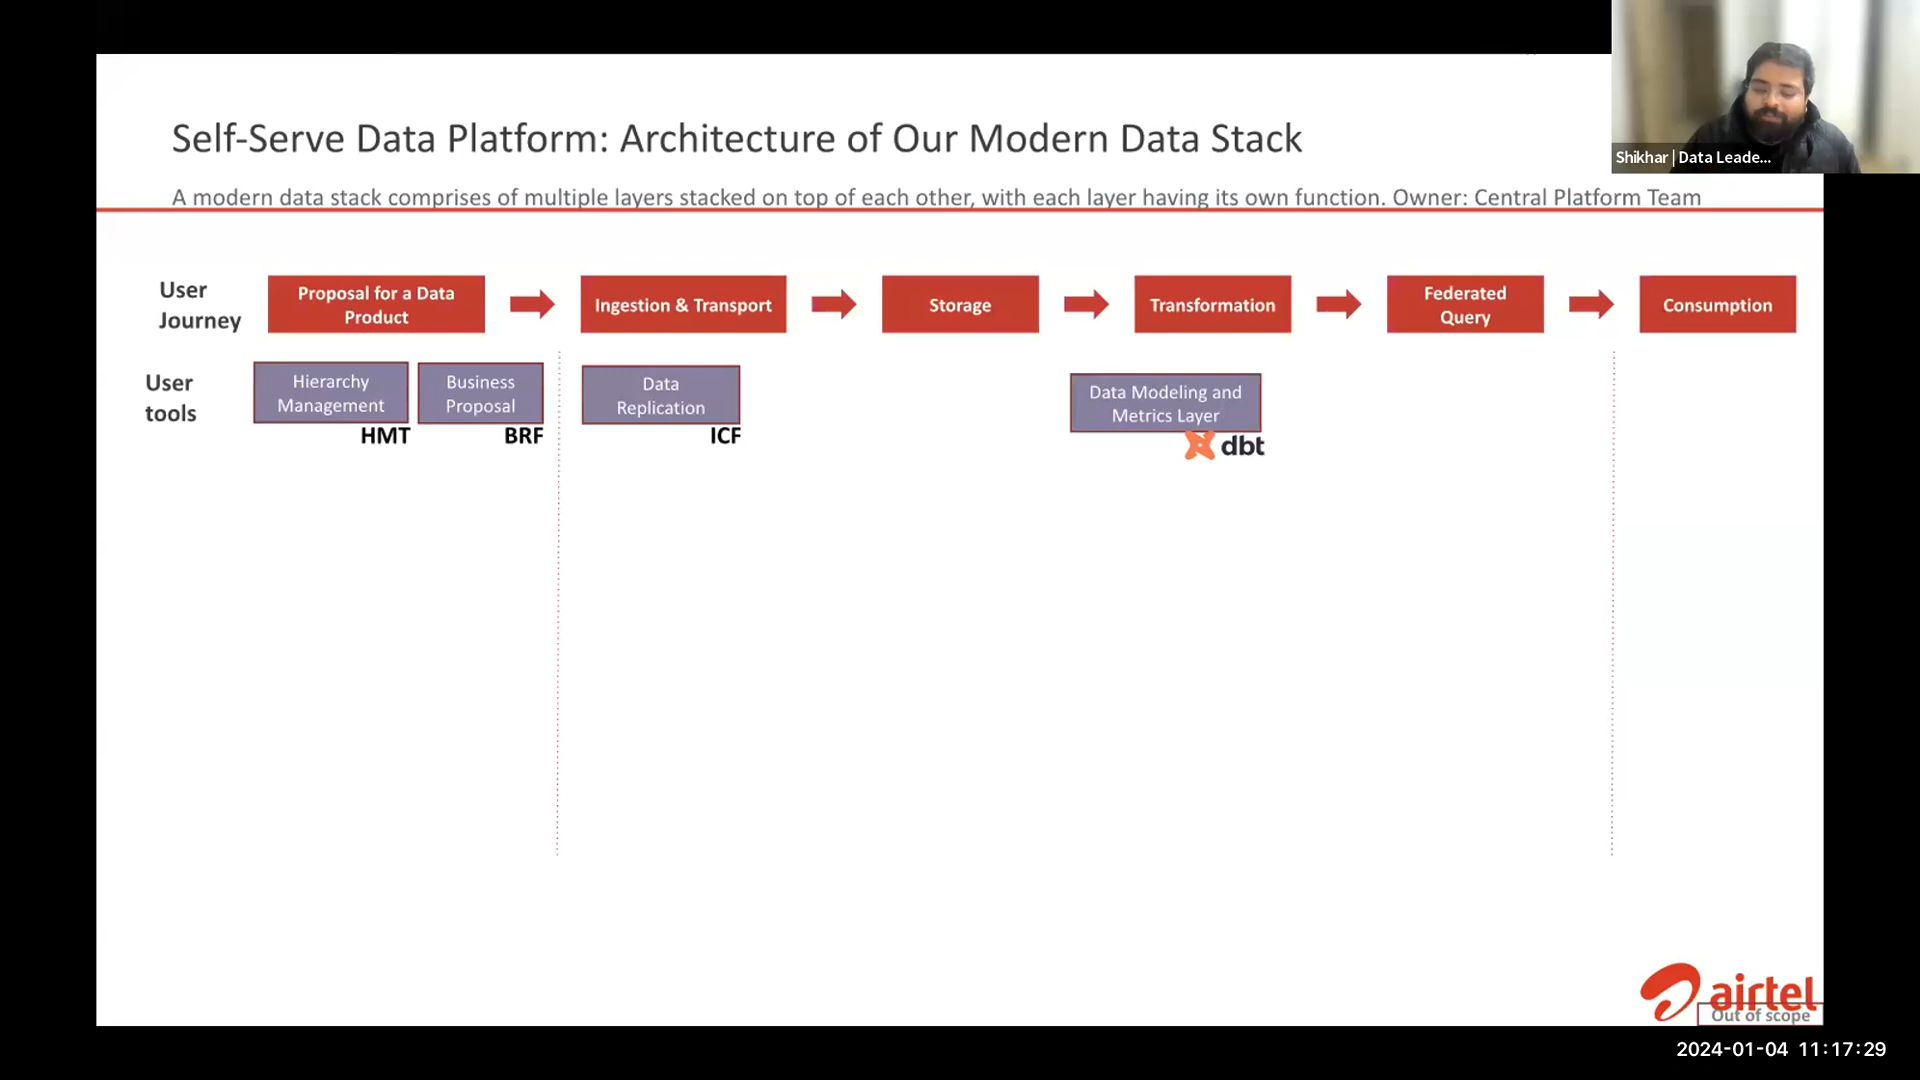 Shikhar | Data Leade...
Self-Serve Data Platform: Architecture of Our Modern Data Stack
A modern data stack comprises of multiple layers stacked on top of each other, with each layer having its own function. Owner: Central Platform Team
User
Journey
Proposal for a Data
Product
Ingestion & Transport
Storage
Transformation
Federated
Query
Consumption
User
tools
Hierarchy
Management
HMT
Business
Proposal
BRF
Data
Replication
ICF
Data Modeling and
Metrics Layer
dbt
airtel
Out of scope
2024-01-04 11:17:29